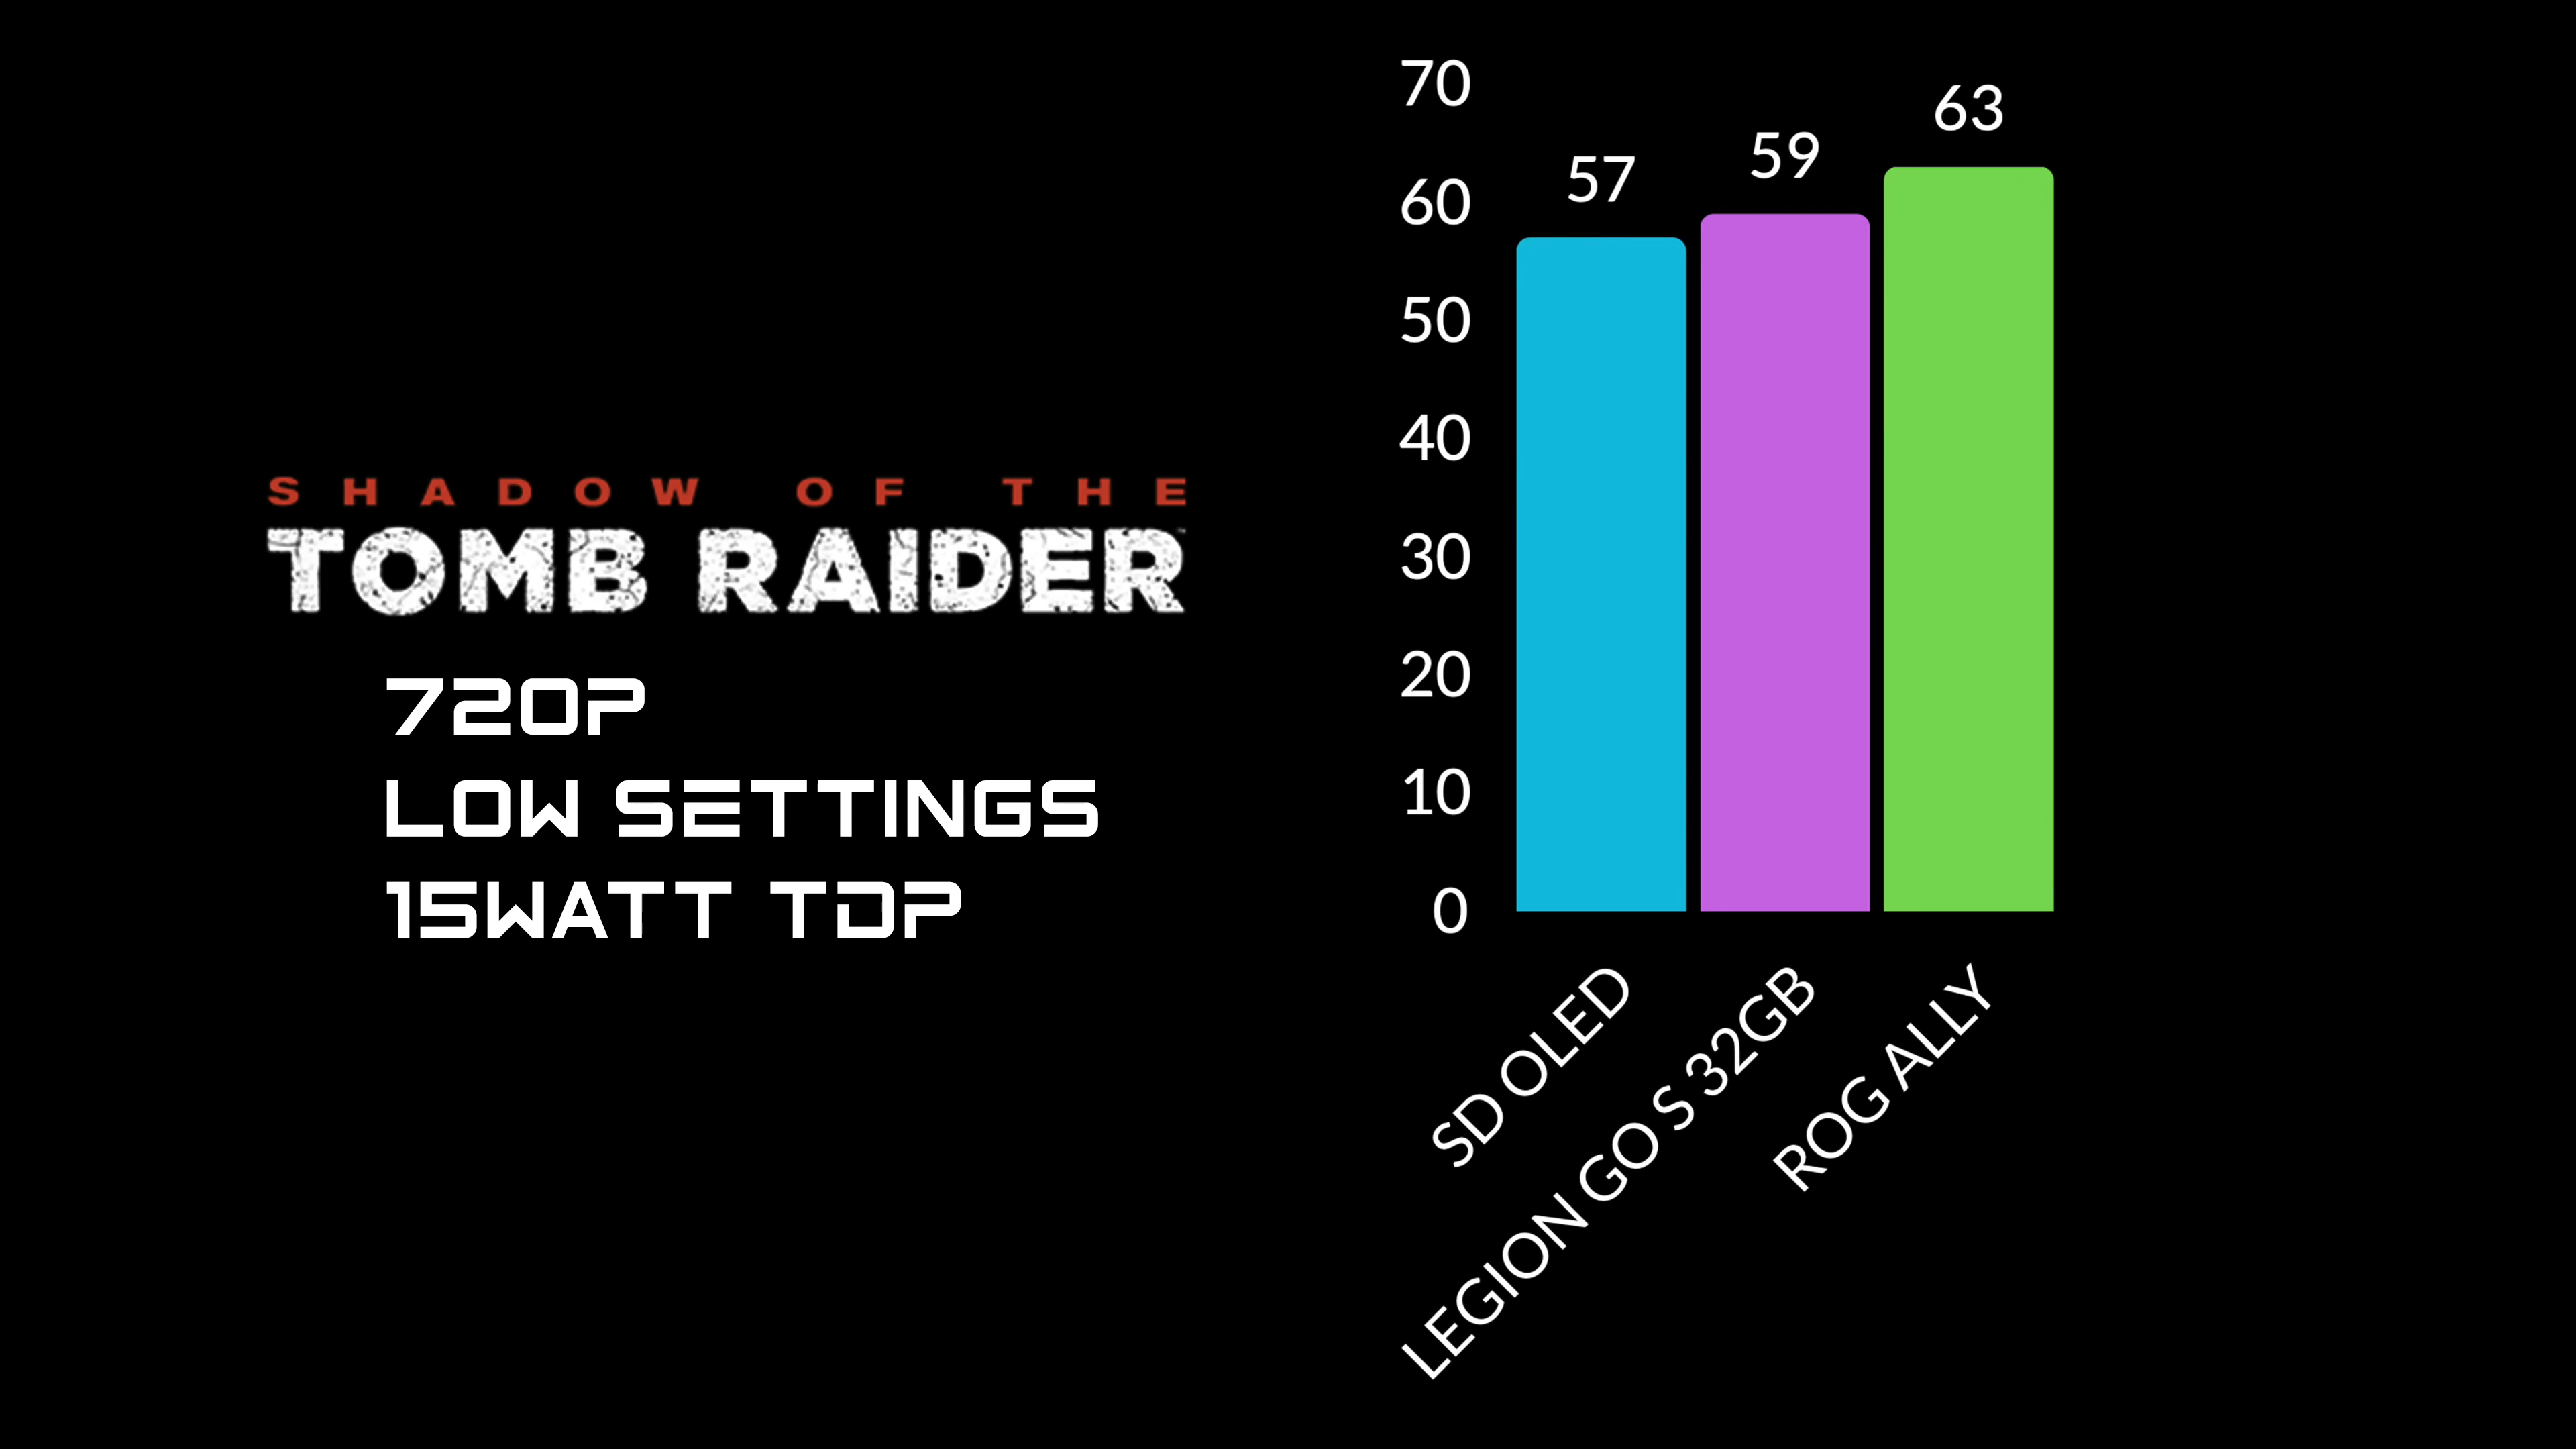 SHADOW OF THE
TOMB RAIDER
720P
LOW SETTINGS
15WATT TDP
70
60
50
40
30
20
10
0
57
59
63
SD OLED
LEGION GO S 32GB
ROG ALLY